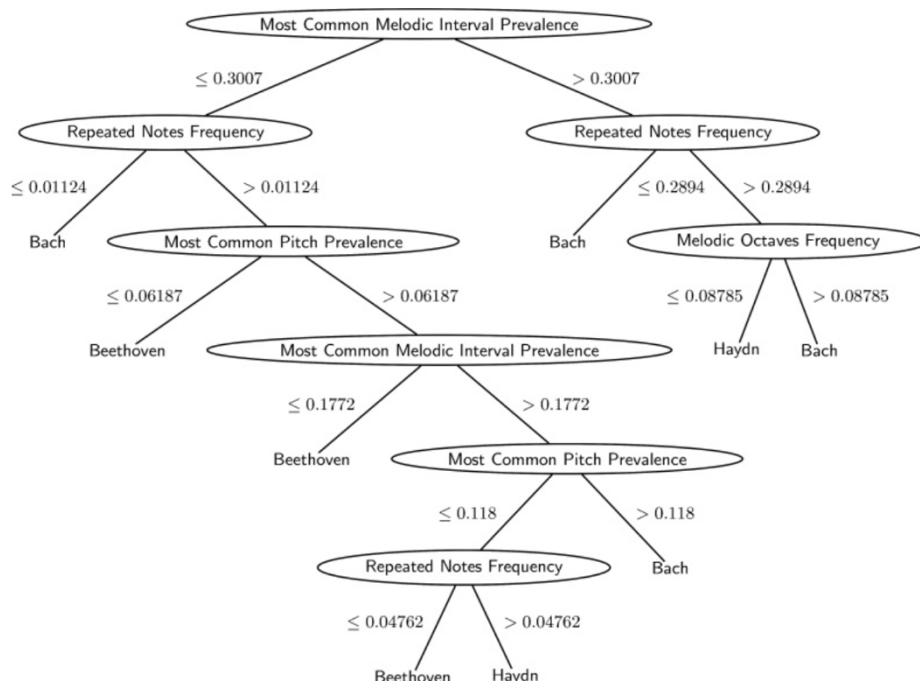 Most Common Melodic Interval Prevalence
≤ 0.3007 > 0.3007
Repeated Notes Frequency Repeated Notes Frequency
≤ 0.01124 > 0.01124 ≤ 0.2894 > 0.2894
Bach Most Common Pitch Prevalence Bach Melodic Octaves Frequency
≤ 0.06187 > 0.06187 ≤ 0.08785 > 0.08785
Beethoven Most Common Melodic Interval Prevalence Haydn Bach
≤ 0.1772 > 0.1772
Beethoven Most Common Pitch Prevalence
≤ 0.118 > 0.118
Repeated Notes Frequency Bach
≤ 0.04762 > 0.04762
Beethoven Haydn